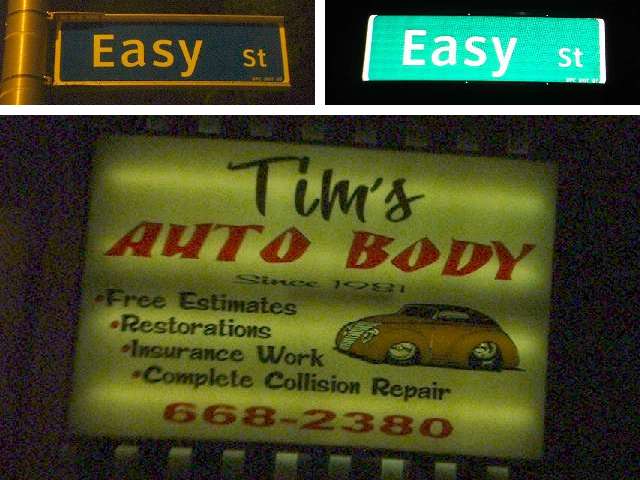 Easy St
Easy St
Tim's
AUTO BODY
Since 1981
•Free Estimates
•Restorations
•Insurance Work
•Complete Collision Repair
668-2380